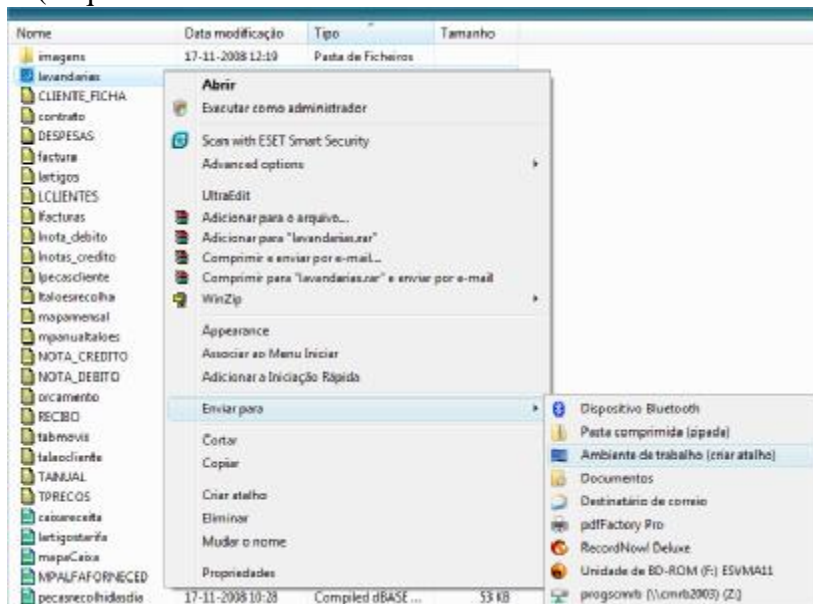 Nome Data modificação Tipo Tamanho
imagens 17-11-2008 12:19 Pasta de Ficheiros
lavandarias
CLIENTE_FICHA
contrato
DESPESAS
factura
lartigos
LCLIENTES
lfacturas
lnota_debito
lnotas_credito
lpecascliente
ltaloesrecolha
mapamensal
mpanualtaloes
NOTA_CREDITO
NOTA_DEBITO
orcamento
RECIBO
tabmovis
talaocliente
TANUAL
TPRECOS
caixareceita
lartigostarifa
mapaCaixa
MPALFAFORNECED
pecasrecolhidasdia 17-11-2008 10:28 Compiled dBASE ... 53 KB
Abrir
Executar como administrador
Scan with ESET Smart Security
Advanced options
UltraEdit
Adicionar para o arquivo...
Adicionar para "lavandarias.rar"
Comprimir e enviar por e-mail...
Comprimir para "lavandarias.rar" e enviar por e-mail
WinZip
Appearance
Associar ao Menu Iniciar
Adicionar a Iniciação Rápida
Enviar para
Cortar
Copiar
Criar atalho
Eliminar
Mudar o nome
Propriedades
Dispositivo Bluetooth
Pasta comprimida (zipada)
Ambiente de trabalho (criar atalho)
Documentos
Destinatário de correio
pdfFactory Pro
RecordNow! Deluxe
Unidade de BD-ROM (F:) ESVMA11
progscmrb (\\cmrb2003) (Z:)